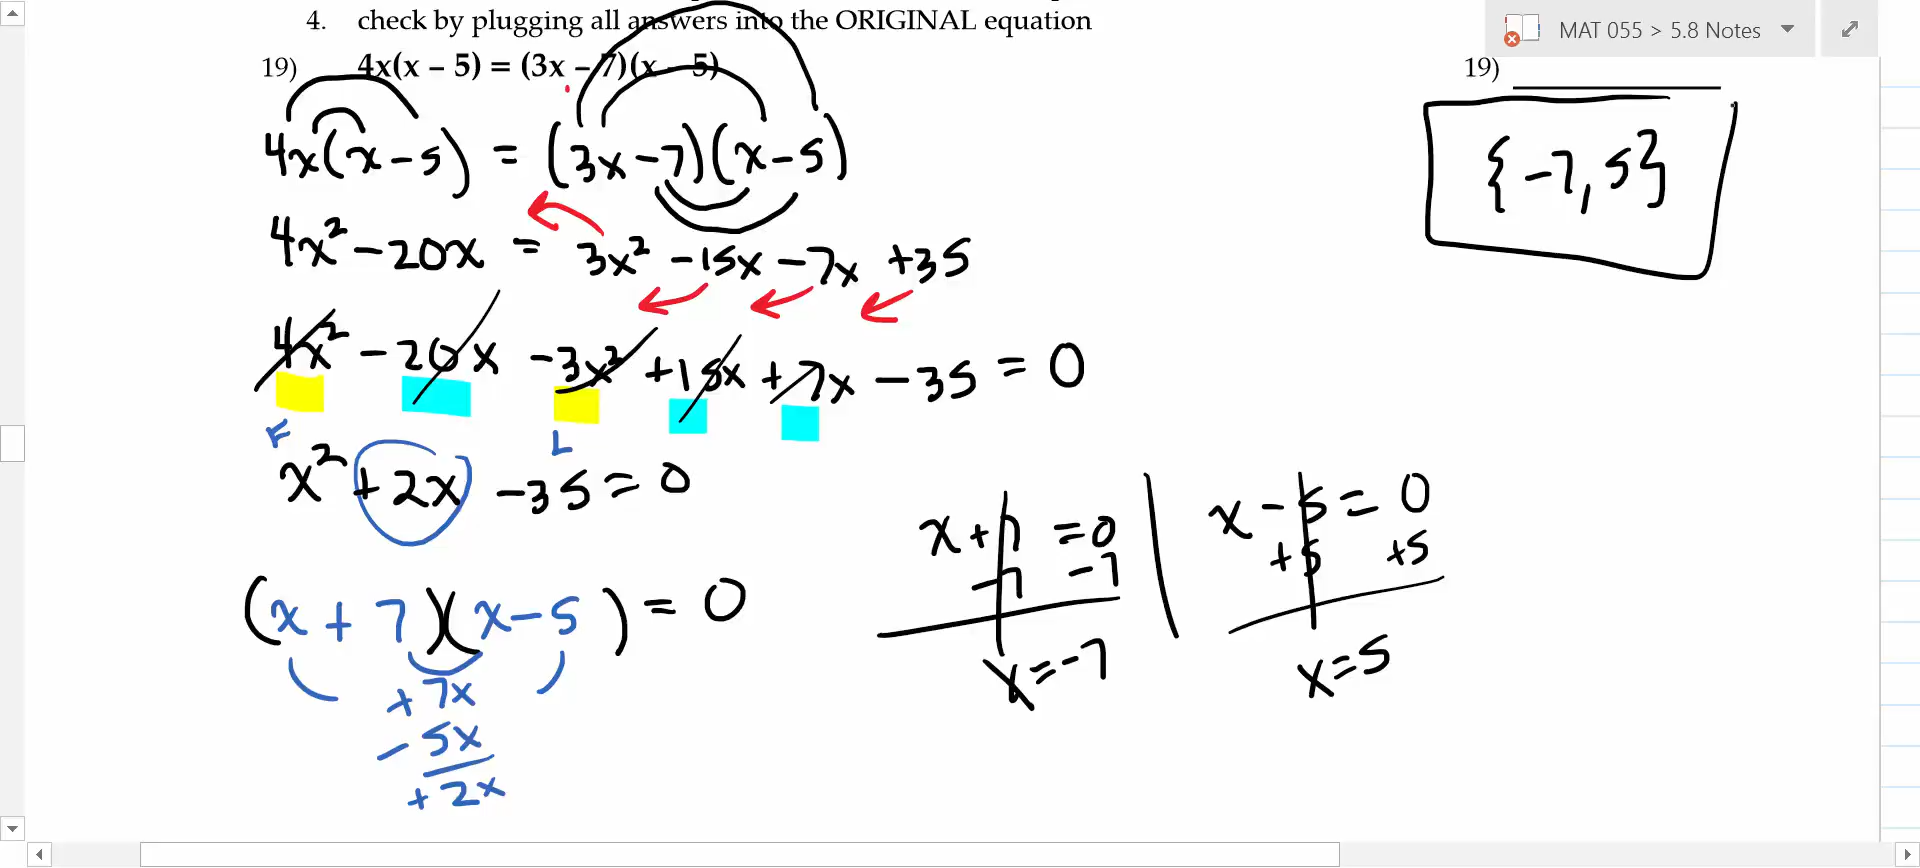 4. check by plugging all answers into the ORIGINAL equation
MAT 055 > 5.8 Notes
19) 4x(x – 5) = (3x – 7)(x – 5)
19)
{-7, 5}
4x(x - 5) = (3x - 7)(x - 5)
4x² - 20x = 3x² - 15x - 7x + 35
4x² - 20x - 3x² + 15x + 7x - 35 = 0
F L
x² + 2x - 35 = 0
(x + 7)(x - 5) = 0
+ 7x
- 5x
+ 2x
x + 7 = 0
-7 -7
x = -7
x - 5 = 0
+5 +5
x = 5